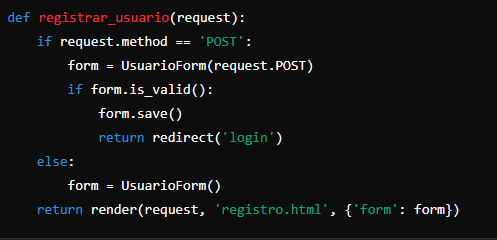 def registrar_usuario(request):
    if request.method == 'POST':
        form = UsuarioForm(request.POST)
        if form.is_valid():
            form.save()
            return redirect('login')
    else:
        form = UsuarioForm()
    return render(request, 'registro.html', {'form': form})